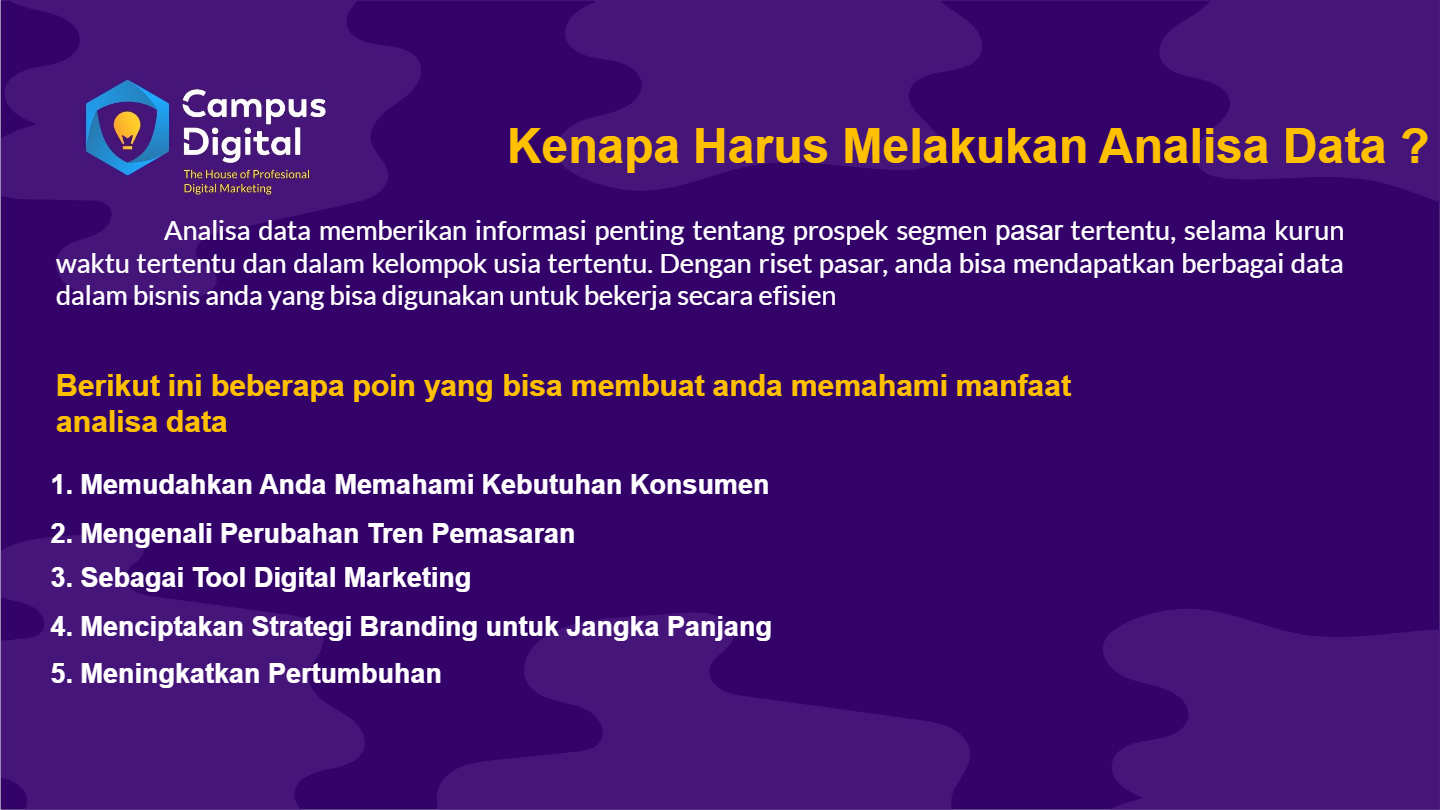 Campus
Digital
The House of Profesional
Digital Marketing
Kenapa Harus Melakukan Analisa Data ?
Analisa data memberikan informasi penting tentang prospek segmen pasar tertentu, selama kurun
waktu tertentu dan dalam kelompok usia tertentu. Dengan riset pasar, anda bisa mendapatkan berbagai data
dalam bisnis anda yang bisa digunakan untuk bekerja secara efisien
Berikut ini beberapa poin yang bisa membuat anda memahami manfaat
analisa data
1. Memudahkan Anda Memahami Kebutuhan Konsumen
2. Mengenali Perubahan Tren Pemasaran
3. Sebagai Tool Digital Marketing
4. Menciptakan Strategi Branding untuk Jangka Panjang
5. Meningkatkan Pertumbuhan